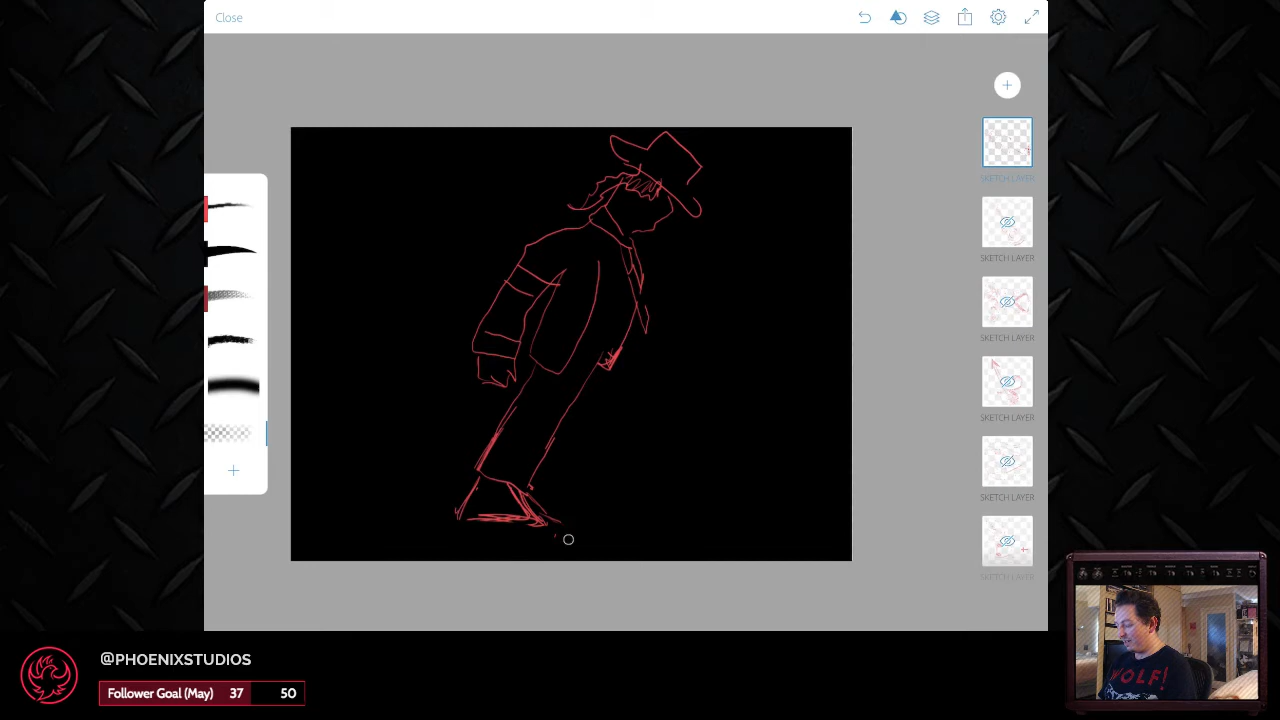 Close
SKETCH LAYER
SKETCH LAYER
SKETCH LAYER
SKETCH LAYER
SKETCH LAYER
SKETCH LAYER
@PHOENIXSTUDIOS
Follower Goal (May) 37 50
WOLF!